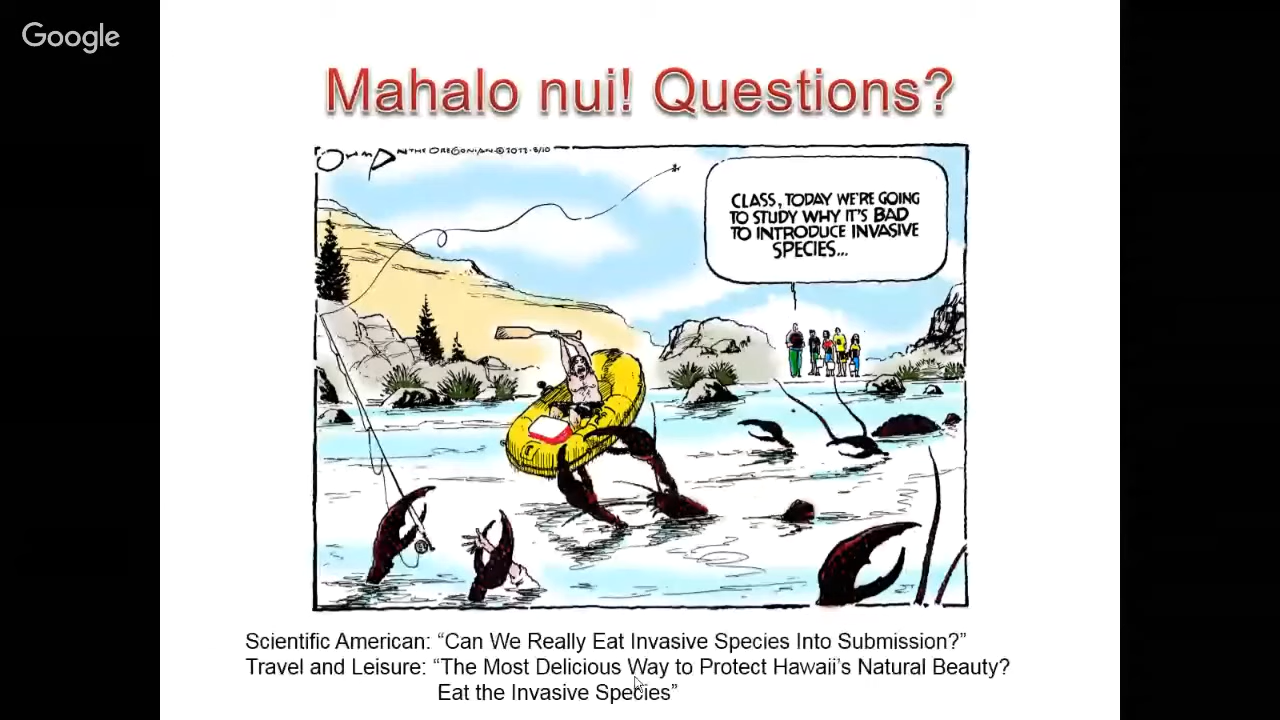 Google
Mahalo nui! Questions?
THE OREGONIAN ©
CLASS, TODAY WE'RE GOING
TO STUDY WHY IT'S BAD
TO INTRODUCE INVASIVE
SPECIES...
Scientific American: “Can We Really Eat Invasive Species Into Submission?”
Travel and Leisure: “The Most Delicious Way to Protect Hawaii’s Natural Beauty?
Eat the Invasive Species”